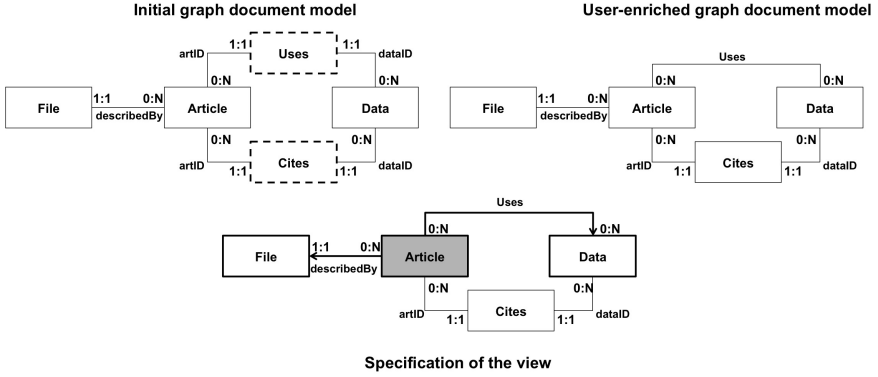 Initial graph document model
1:1 Uses 1:1
artID dataID
0:N 0:N
File 1:1 0:N Article Data
describedBy
0:N 0:N
artID Cites dataID
1:1 1:1
User-enriched graph document model
Uses
0:N 0:N
File 1:1 0:N Article Data
describedBy
0:N 0:N
artID Cites dataID
1:1 1:1
Uses
0:N 0:N
File 1:1 0:N Article Data
describedBy
0:N 0:N
artID Cites dataID
1:1 1:1
Specification of the view